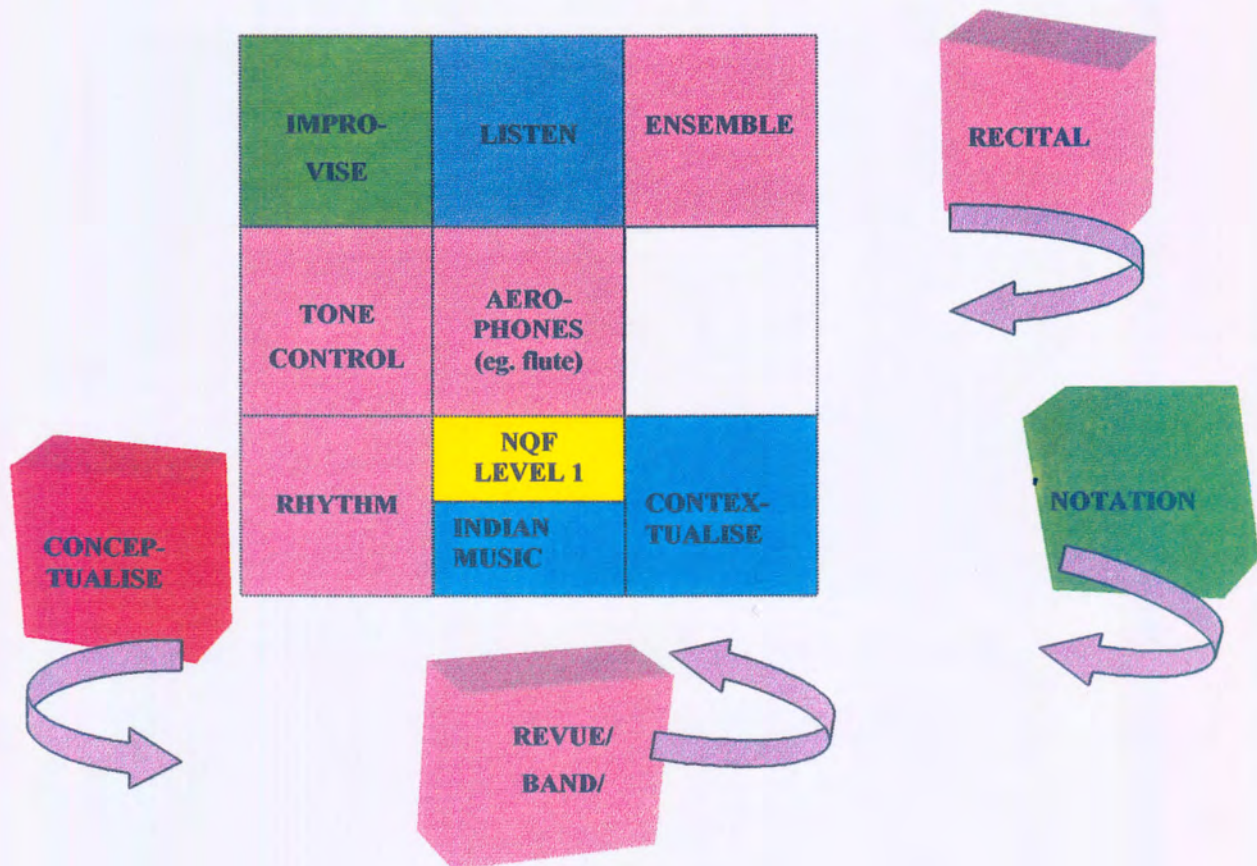 IMPRO-
VISE
LISTEN
ENSEMBLE
RECITAL
TONE
CONTROL
AERO-
PHONES
(eg. flute)
NOTATION
RHYTHM
NQF
LEVEL 1
INDIAN
MUSIC
CONTEX-
TUALISE
CONCEP-
TUALISE
REVUE/
BAND/